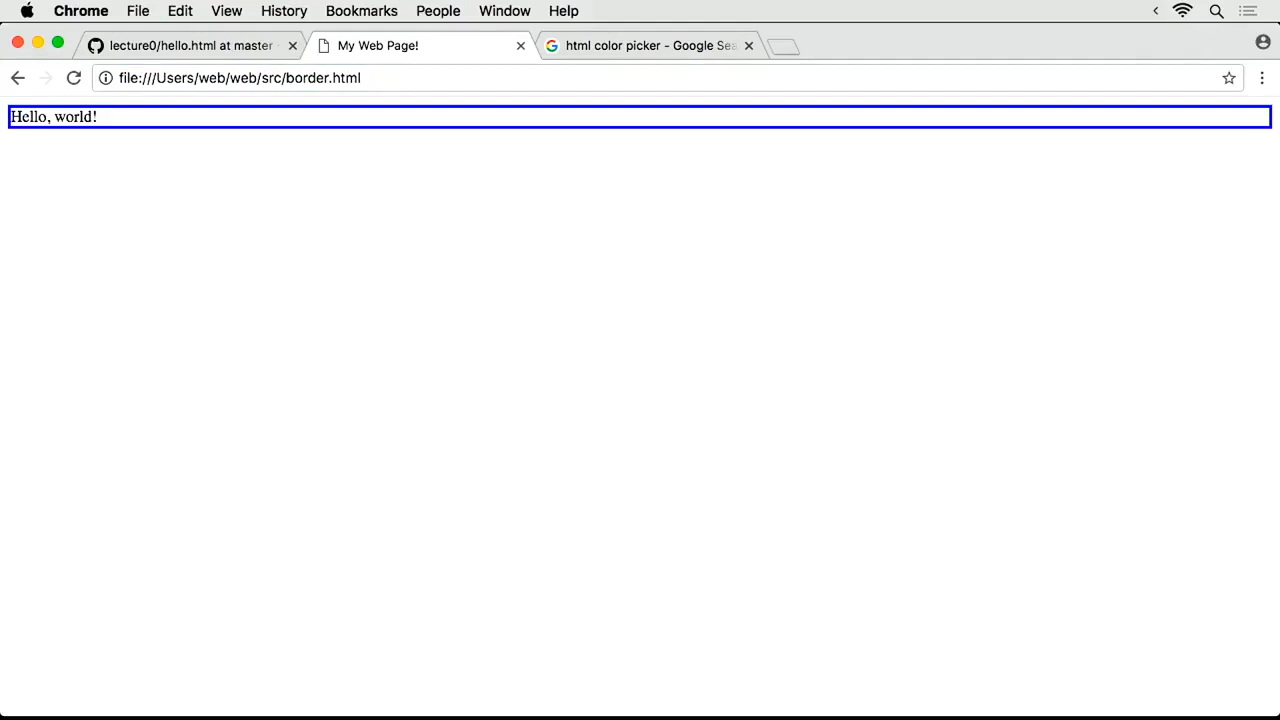 Chrome File Edit View History Bookmarks People Window Help
lecture0/hello.html at master My Web Page! html color picker - Google Sea
file:///Users/web/web/src/border.html
Hello, world!